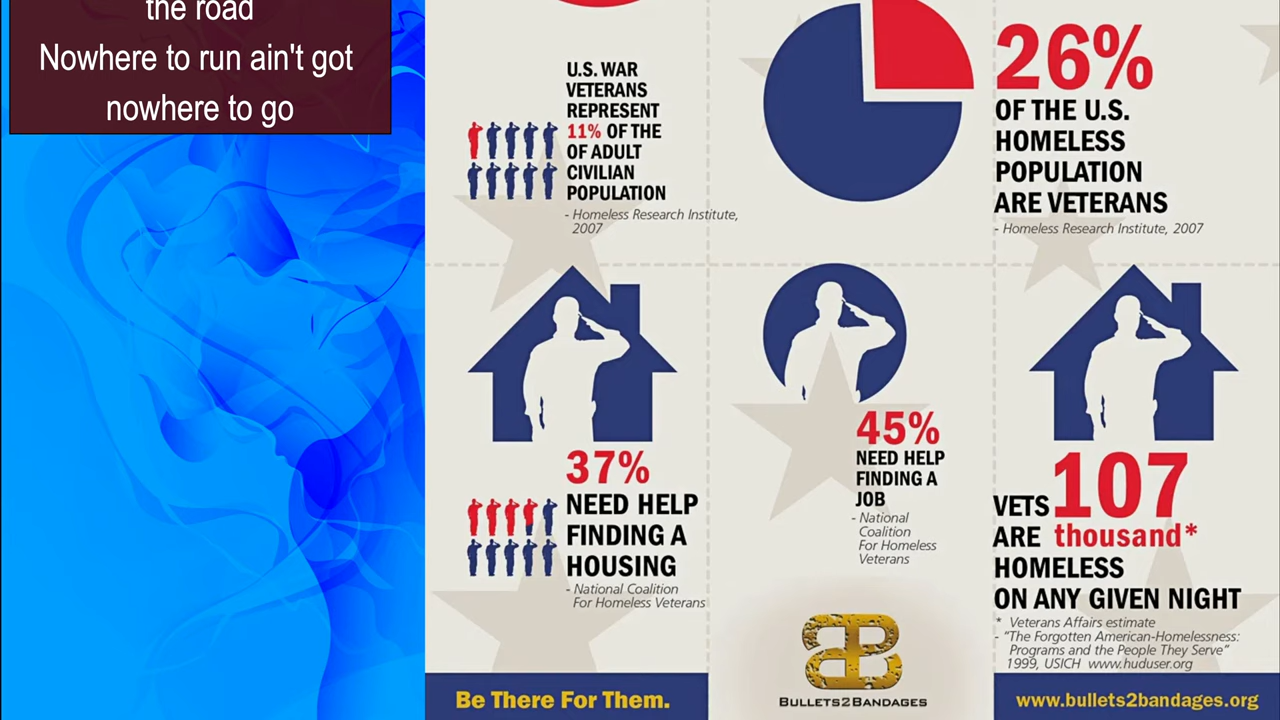 the road
Nowhere to run ain't got
nowhere to go
U.S. WAR
VETERANS
REPRESENT
11% OF THE
OF ADULT
CIVILIAN
POPULATION
- Homeless Research Institute,
2007
26%
OF THE U.S.
HOMELESS
POPULATION
ARE VETERANS
- Homeless Research Institute, 2007
37%
NEED HELP
FINDING A
HOUSING
- National Coalition
For Homeless Veterans
45%
NEED HELP
FINDING A
JOB
- National
Coalition
For Homeless
Veterans
VETS 107
ARE thousand*
HOMELESS
ON ANY GIVEN NIGHT
* Veterans Affairs estimate
- "The Forgotten American-Homelessness:
Programs and the People They Serve"
1999, USICH www.huduser.org
B2B
BULLETS2BANDAGES
Be There For Them.
www.bullets2bandages.org